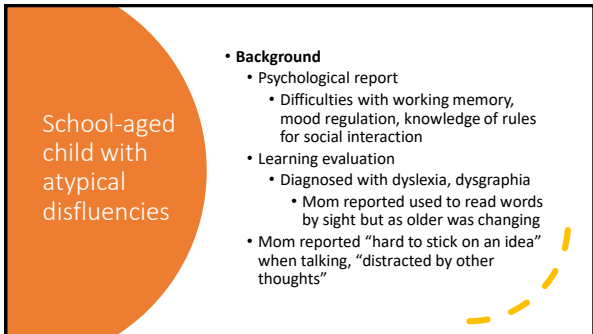 School-aged
child with
atypical
disfluencies
• Background
• Psychological report
• Difficulties with working memory,
mood regulation, knowledge of rules
for social interaction
• Learning evaluation
• Diagnosed with dyslexia, dysgraphia
• Mom reported used to read words
by sight but as older was changing
• Mom reported “hard to stick on an idea”
when talking, “distracted by other
thoughts”